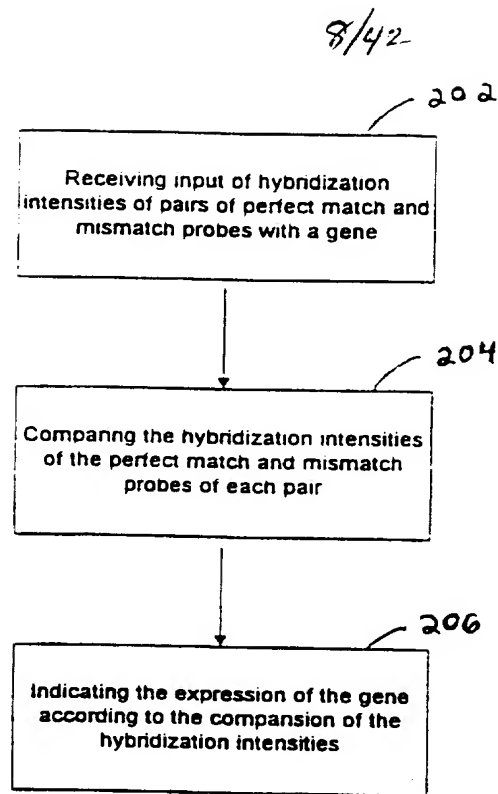 8/42
202
Receiving input of hybridization
intensities of pairs of perfect match and
mismatch probes with a gene
204
Comparing the hybridization intensities
of the perfect match and mismatch
probes of each pair
206
Indicating the expression of the gene
according to the compansion of the
hybridization intensities